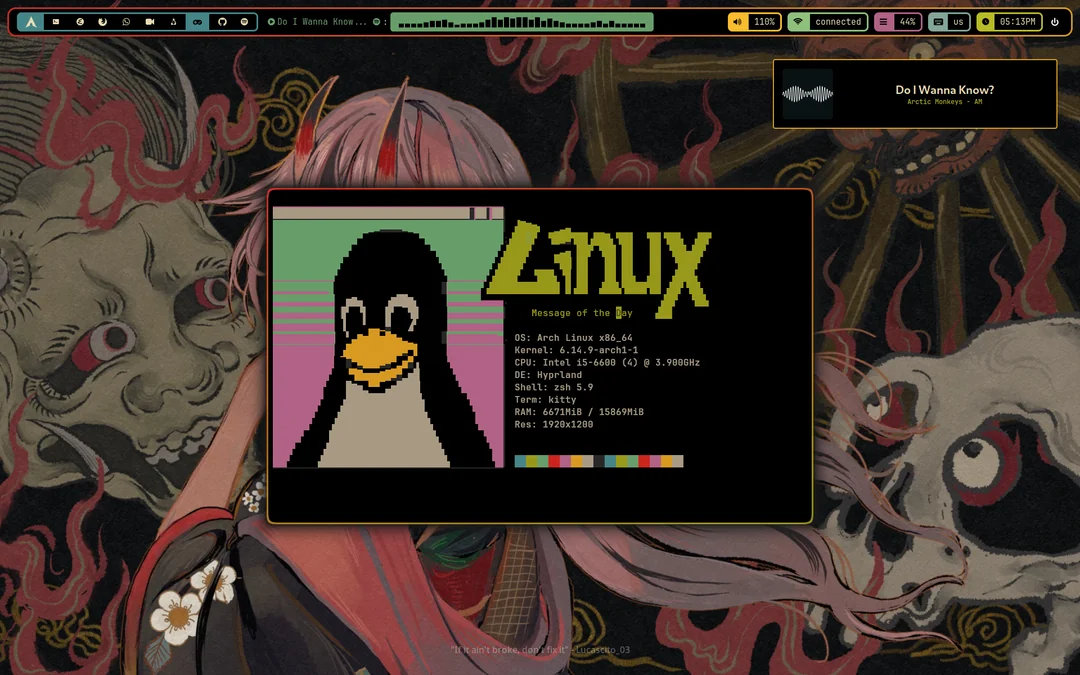 Do I Wanna Know...
:
110%
connected
44%
us
05:13PM
Do I Wanna Know?
Arctic Monkeys - AM
Linux
Message of the Day
OS: Arch Linux x86_64
Kernel: 6.14.9-arch1-1
CPU: Intel i5-6600 (4) @ 3.900GHz
DE: Hyprland
Shell: zsh 5.9
Term: kitty
RAM: 6671MiB / 15869MiB
Res: 1920x1200
"If it ain't broke, don't fix it" - Lucascito_03